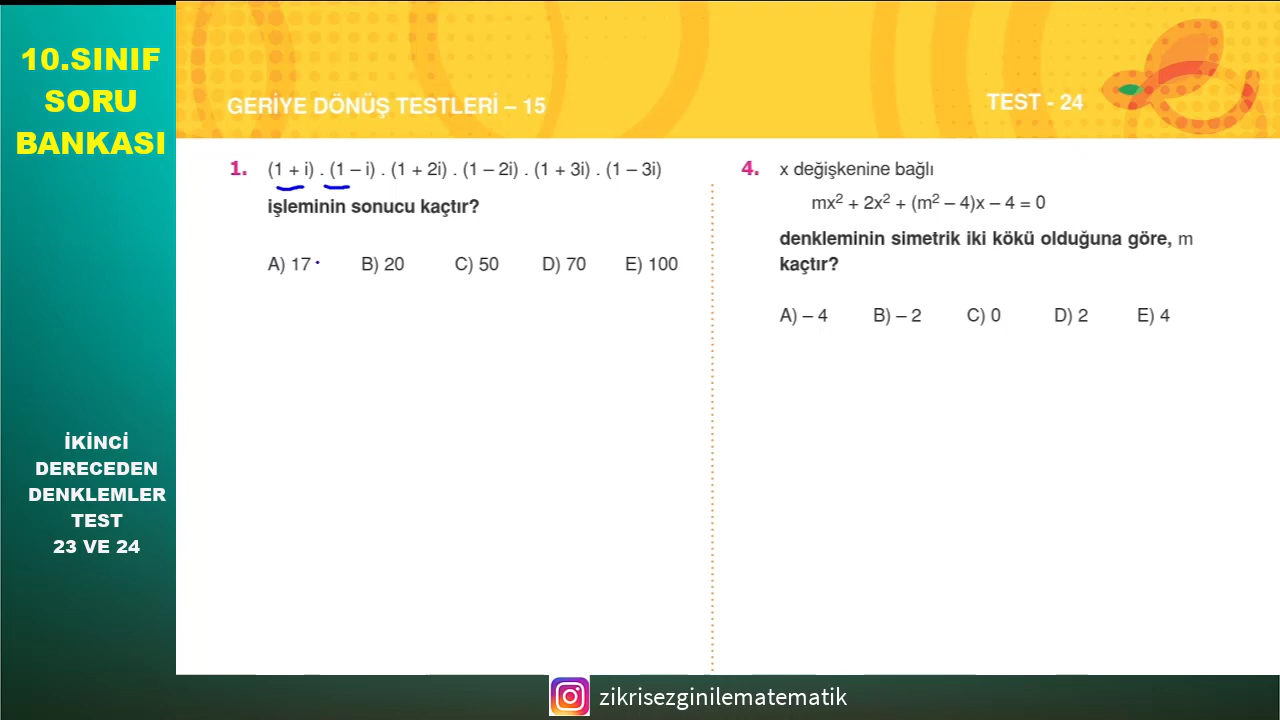 10.SINIF
SORU
BANKASI
İKİNCİ
DERECEDEN
DENKLEMLER
TEST
23 VE 24
GERİYE DÖNÜŞ TESTLERİ – 15
TEST - 24
1. (1 + i) . (1 – i) . (1 + 2i) . (1 – 2i) . (1 + 3i) . (1 – 3i)
işleminin sonucu kaçtır?
A) 17 B) 20 C) 50 D) 70 E) 100
4. x değişkenine bağlı
mx² + 2x² + (m² – 4)x – 4 = 0
denkleminin simetrik iki kökü olduğuna göre, m
kaçtır?
A) – 4 B) – 2 C) 0 D) 2 E) 4
zikrisezginilematematik